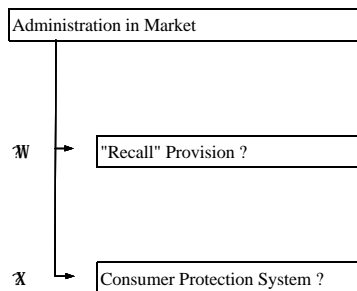 Administration in Market
"Recall" Provision ?
Consumer Protection System ?